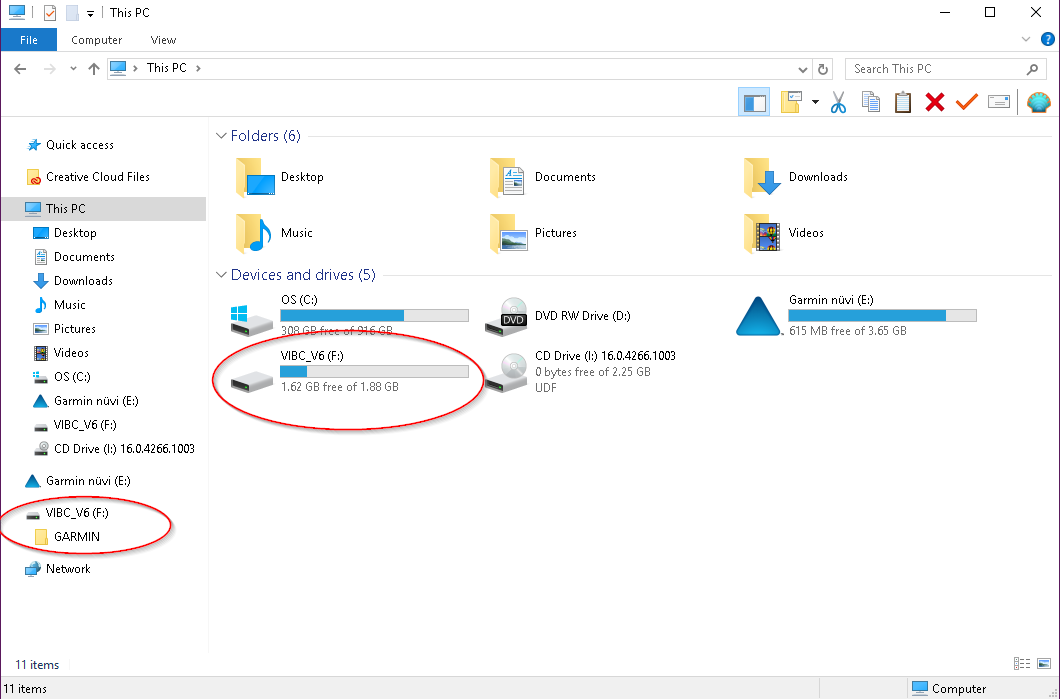 This PC
File
Computer
View
This PC
Search This PC
Quick access
Creative Cloud Files
This PC
Desktop
Documents
Downloads
Music
Pictures
Videos
OS (C:)
Garmin nüvi (E:)
VIBC_V6 (F:)
CD Drive (I:) 16.0.4266.1003
Garmin nüvi (E:)
VIBC_V6 (F:)
GARMIN
Network
Folders (6)
Desktop
Documents
Downloads
Music
Pictures
Videos
Devices and drives (5)
OS (C:)
308 GB free of 916 GB
DVD
DVD RW Drive (D:)
Garmin nüvi (E:)
615 MB free of 3.65 GB
VIBC_V6 (F:)
1.62 GB free of 1.88 GB
CD Drive (I:) 16.0.4266.1003
0 bytes free of 2.25 GB
UDF
11 items
11 items
Computer